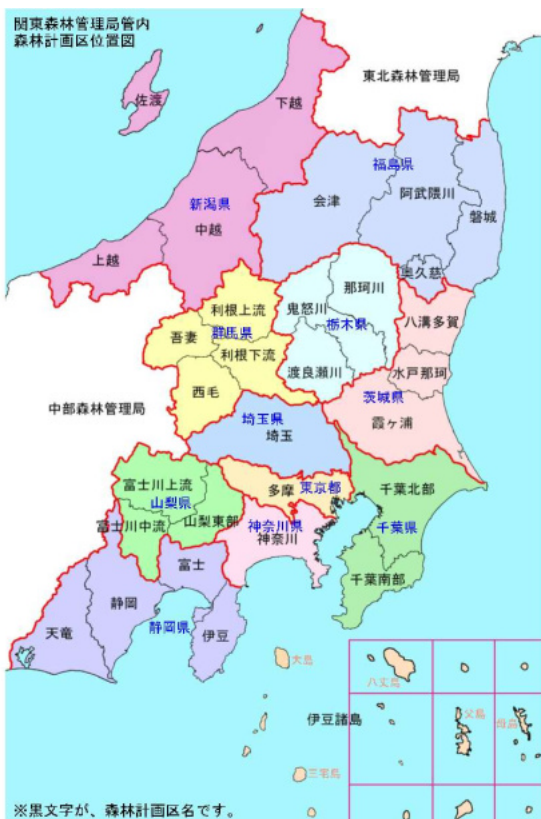 関東森林管理局管内
森林計画区位置図
東北森林管理局
佐渡
下越
福島県
会津
阿武隈川
磐城
新潟県
中越
上越
奥久慈
那珂川
鬼怒川
利根上流
八溝多賀
栃木県
吾妻
群馬県
利根下流
渡良瀬川
水戸那珂
西毛
茨城県
中部森林管理局
埼玉県
埼玉
霞ヶ浦
富士川上流
多摩
東京都
千葉北部
山梨県
富士川中流
山梨東部
神奈川県
神奈川
千葉県
富士
千葉南部
静岡
天竜
静岡県
伊豆
大島
八丈島
伊豆諸島
父島
母島
三宅島
※黒文字が、森林計画区名です。